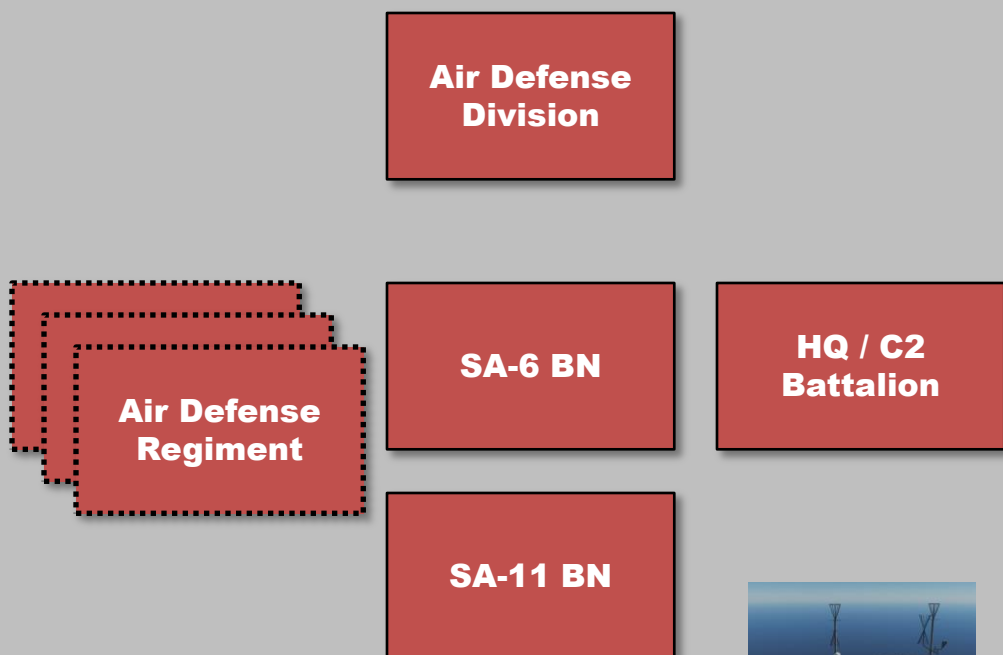 Air Defense
Division
Air Defense
Regiment
SA-6 BN
HQ / C2
Battalion
SA-11 BN